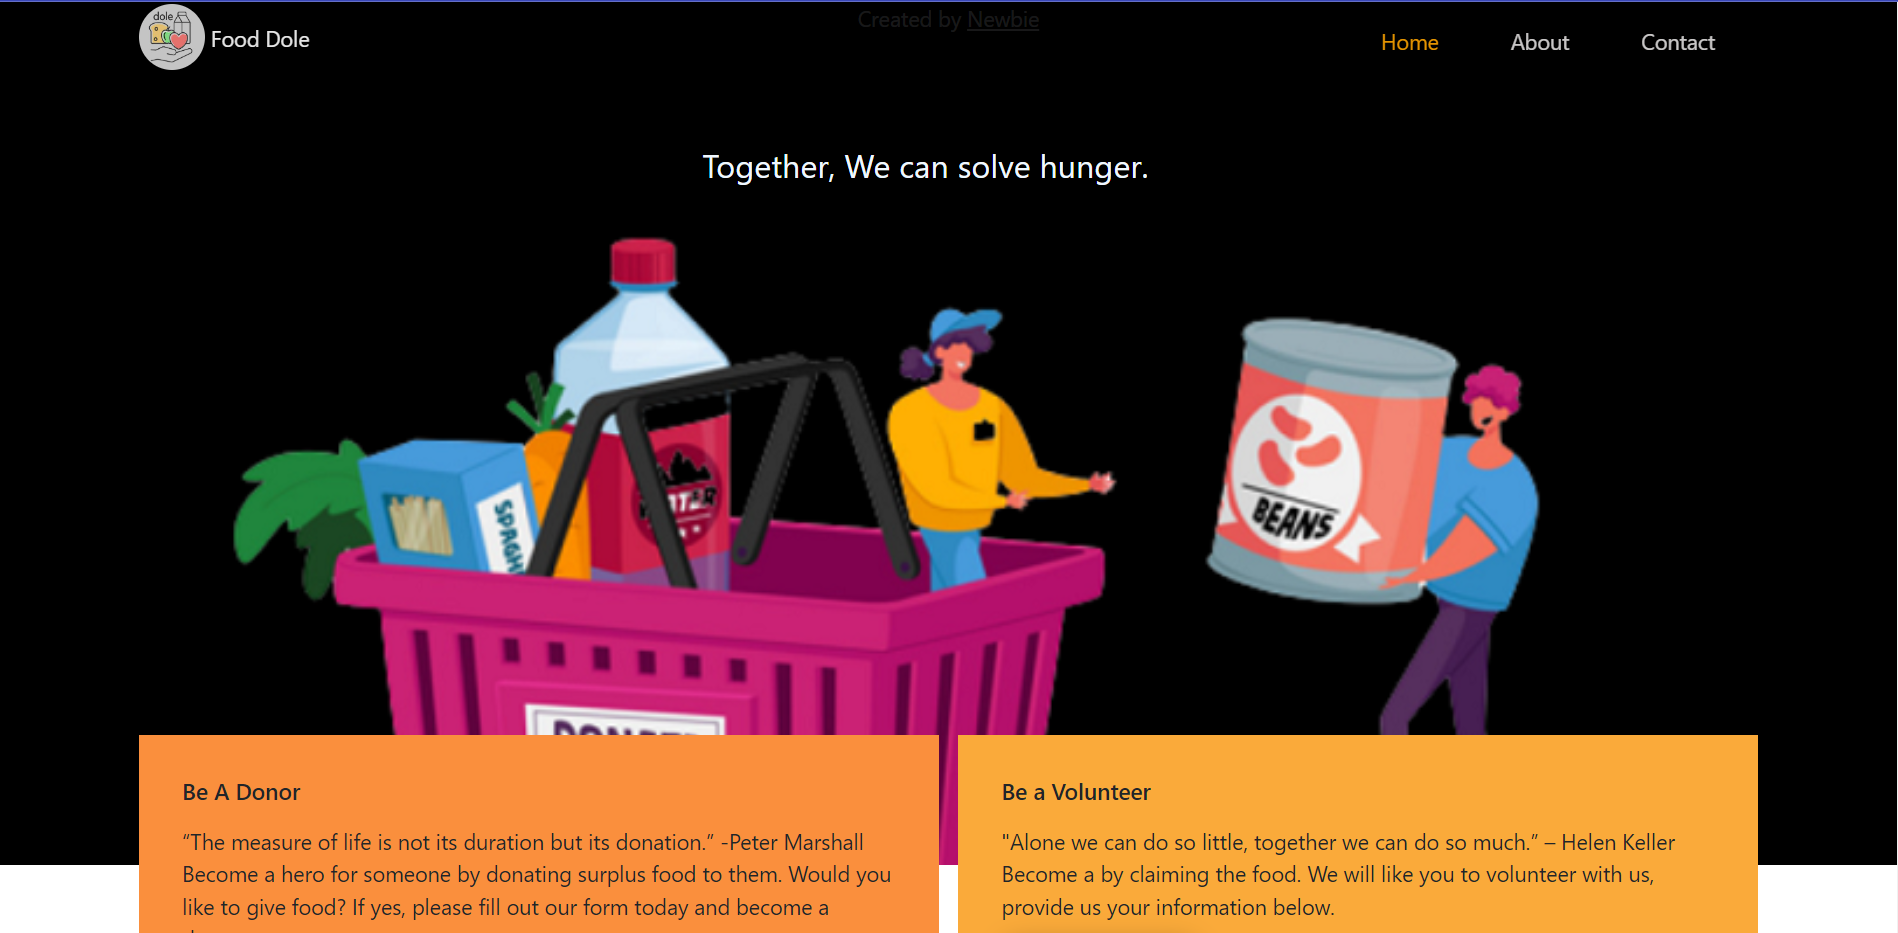 dole
Food Dole
Created by Newbie
Home
About
Contact
Together, We can solve hunger.
BEANS
Be A Donor
“The measure of life is not its duration but its donation.” -Peter Marshall
Become a hero for someone by donating surplus food to them. Would you
like to give food? If yes, please fill out our form today and become a
Be a Volunteer
"Alone we can do so little, together we can do so much.” – Helen Keller
Become a by claiming the food. We will like you to volunteer with us,
provide us your information below.